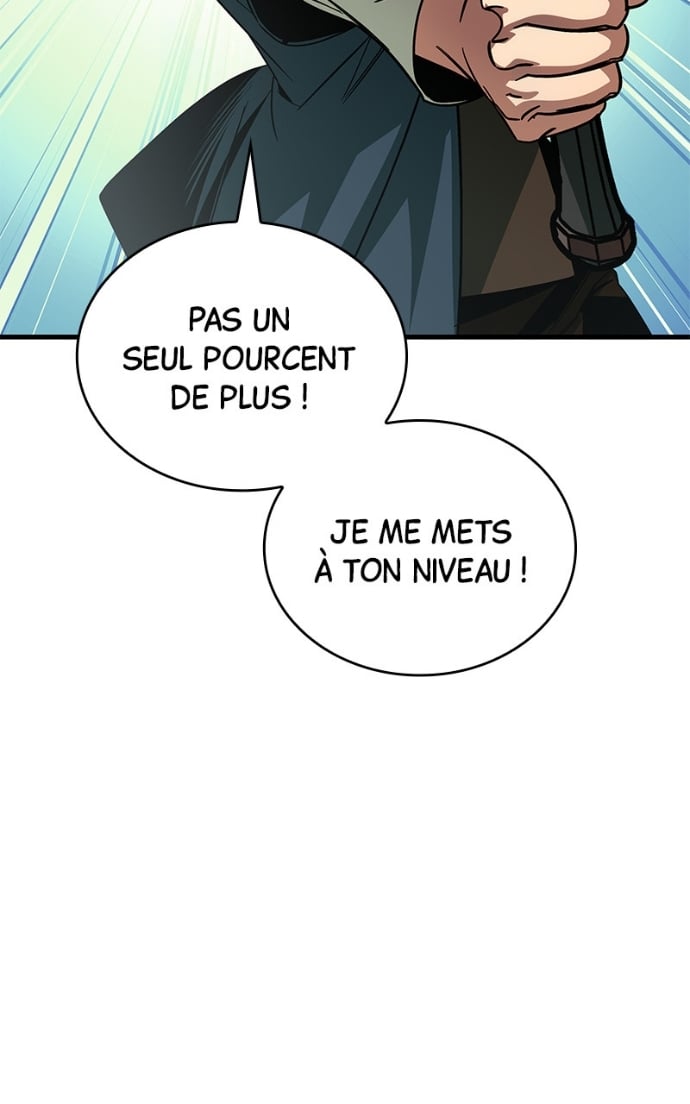 PAS UN
SEUL POURCENT
DE PLUS !
JE ME METS
À TON NIVEAU !